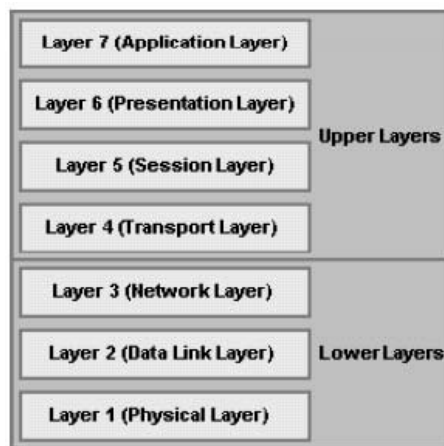 Layer 7 (Application Layer)
Layer 6 (Presentation Layer)
Upper Layers
Layer 5 (Session Layer)
Layer 4 (Transport Layer)
Layer 3 (Network Layer)
Layer 2 (Data Link Layer)
Lower Layers
Layer 1 (Physical Layer)